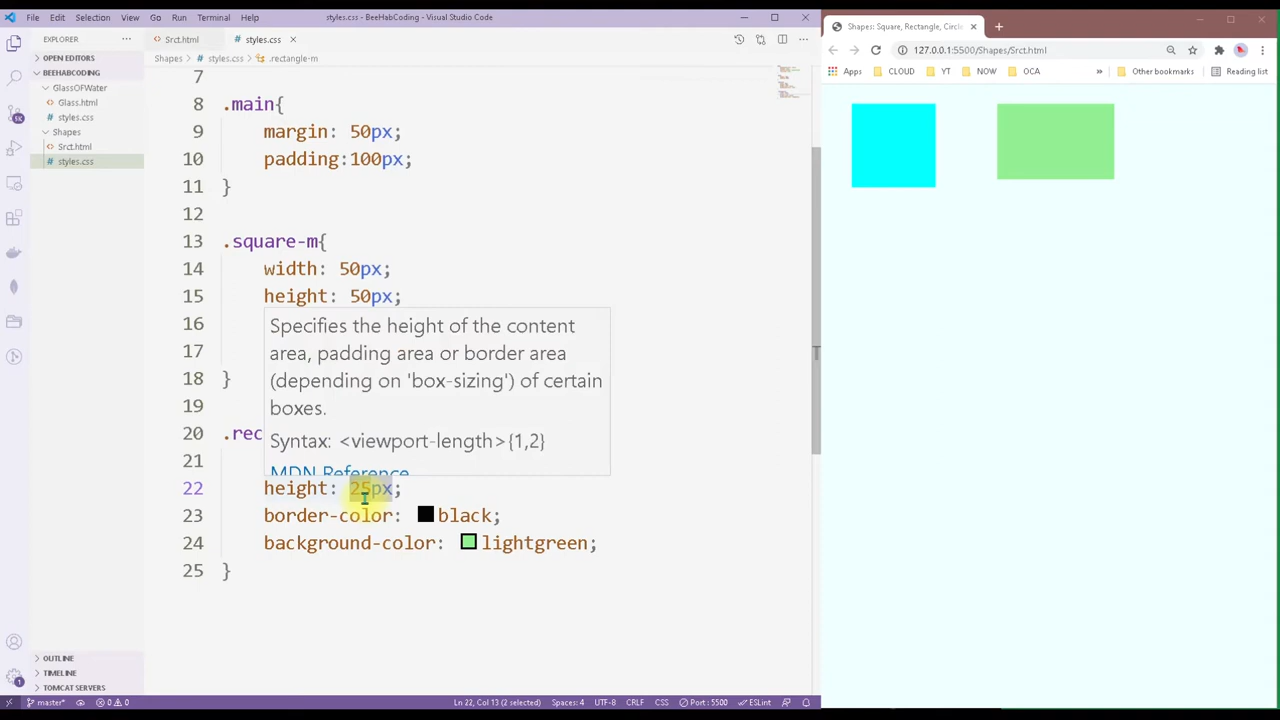 File Edit Selection View Go Run Terminal Help
styles.css - BeeHabCoding - Visual Studio Code
EXPLORER
OPEN EDITORS
BEEHABCODING
GlassOFWater
Glass.html
styles.css
Shapes
Srct.html
styles.css
OUTLINE
TIMELINE
TOMCAT SERVERS
Srct.html
styles.css
Shapes > styles.css > .rectangle-m
7
8 .main{
9 margin: 50px;
10 padding:100px;
11 }
12
13 .square-m{
14 width: 50px;
15 height: 50px;
16
17
18 }
19
20 .rec
21
Specifies the height of the content
area, padding area or border area
(depending on 'box-sizing') of certain
boxes.
Syntax: <viewport-length>{1,2}
MDN Reference
22 height: 25px;
23 border-color: black;
24 background-color: lightgreen;
25 }
master* 0 0 Ln 22, Col 13 (2 selected) Spaces: 4 UTF-8 CRLF CSS Port : 5500 ESLint
Shapes: Square, Rectangle, Circle
127.0.0.1:5500/Shapes/Srct.html
Apps CLOUD YT NOW OCA » Other bookmarks Reading list